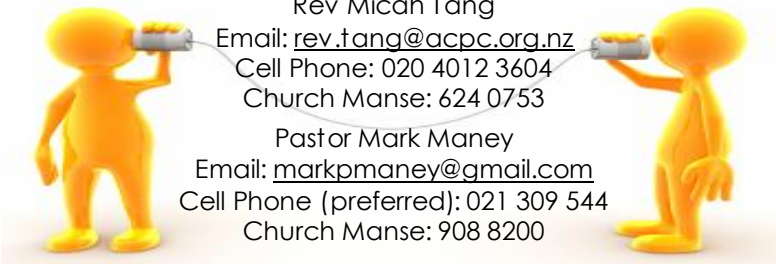 Rev Micah Tang
Email: rev.tang@acpc.org.nz
Cell Phone: 020 4012 3604
Church Manse: 624 0753
Pastor Mark Maney
Email: markpmaney@gmail.com
Cell Phone (preferred): 021 309 544
Church Manse: 908 8200